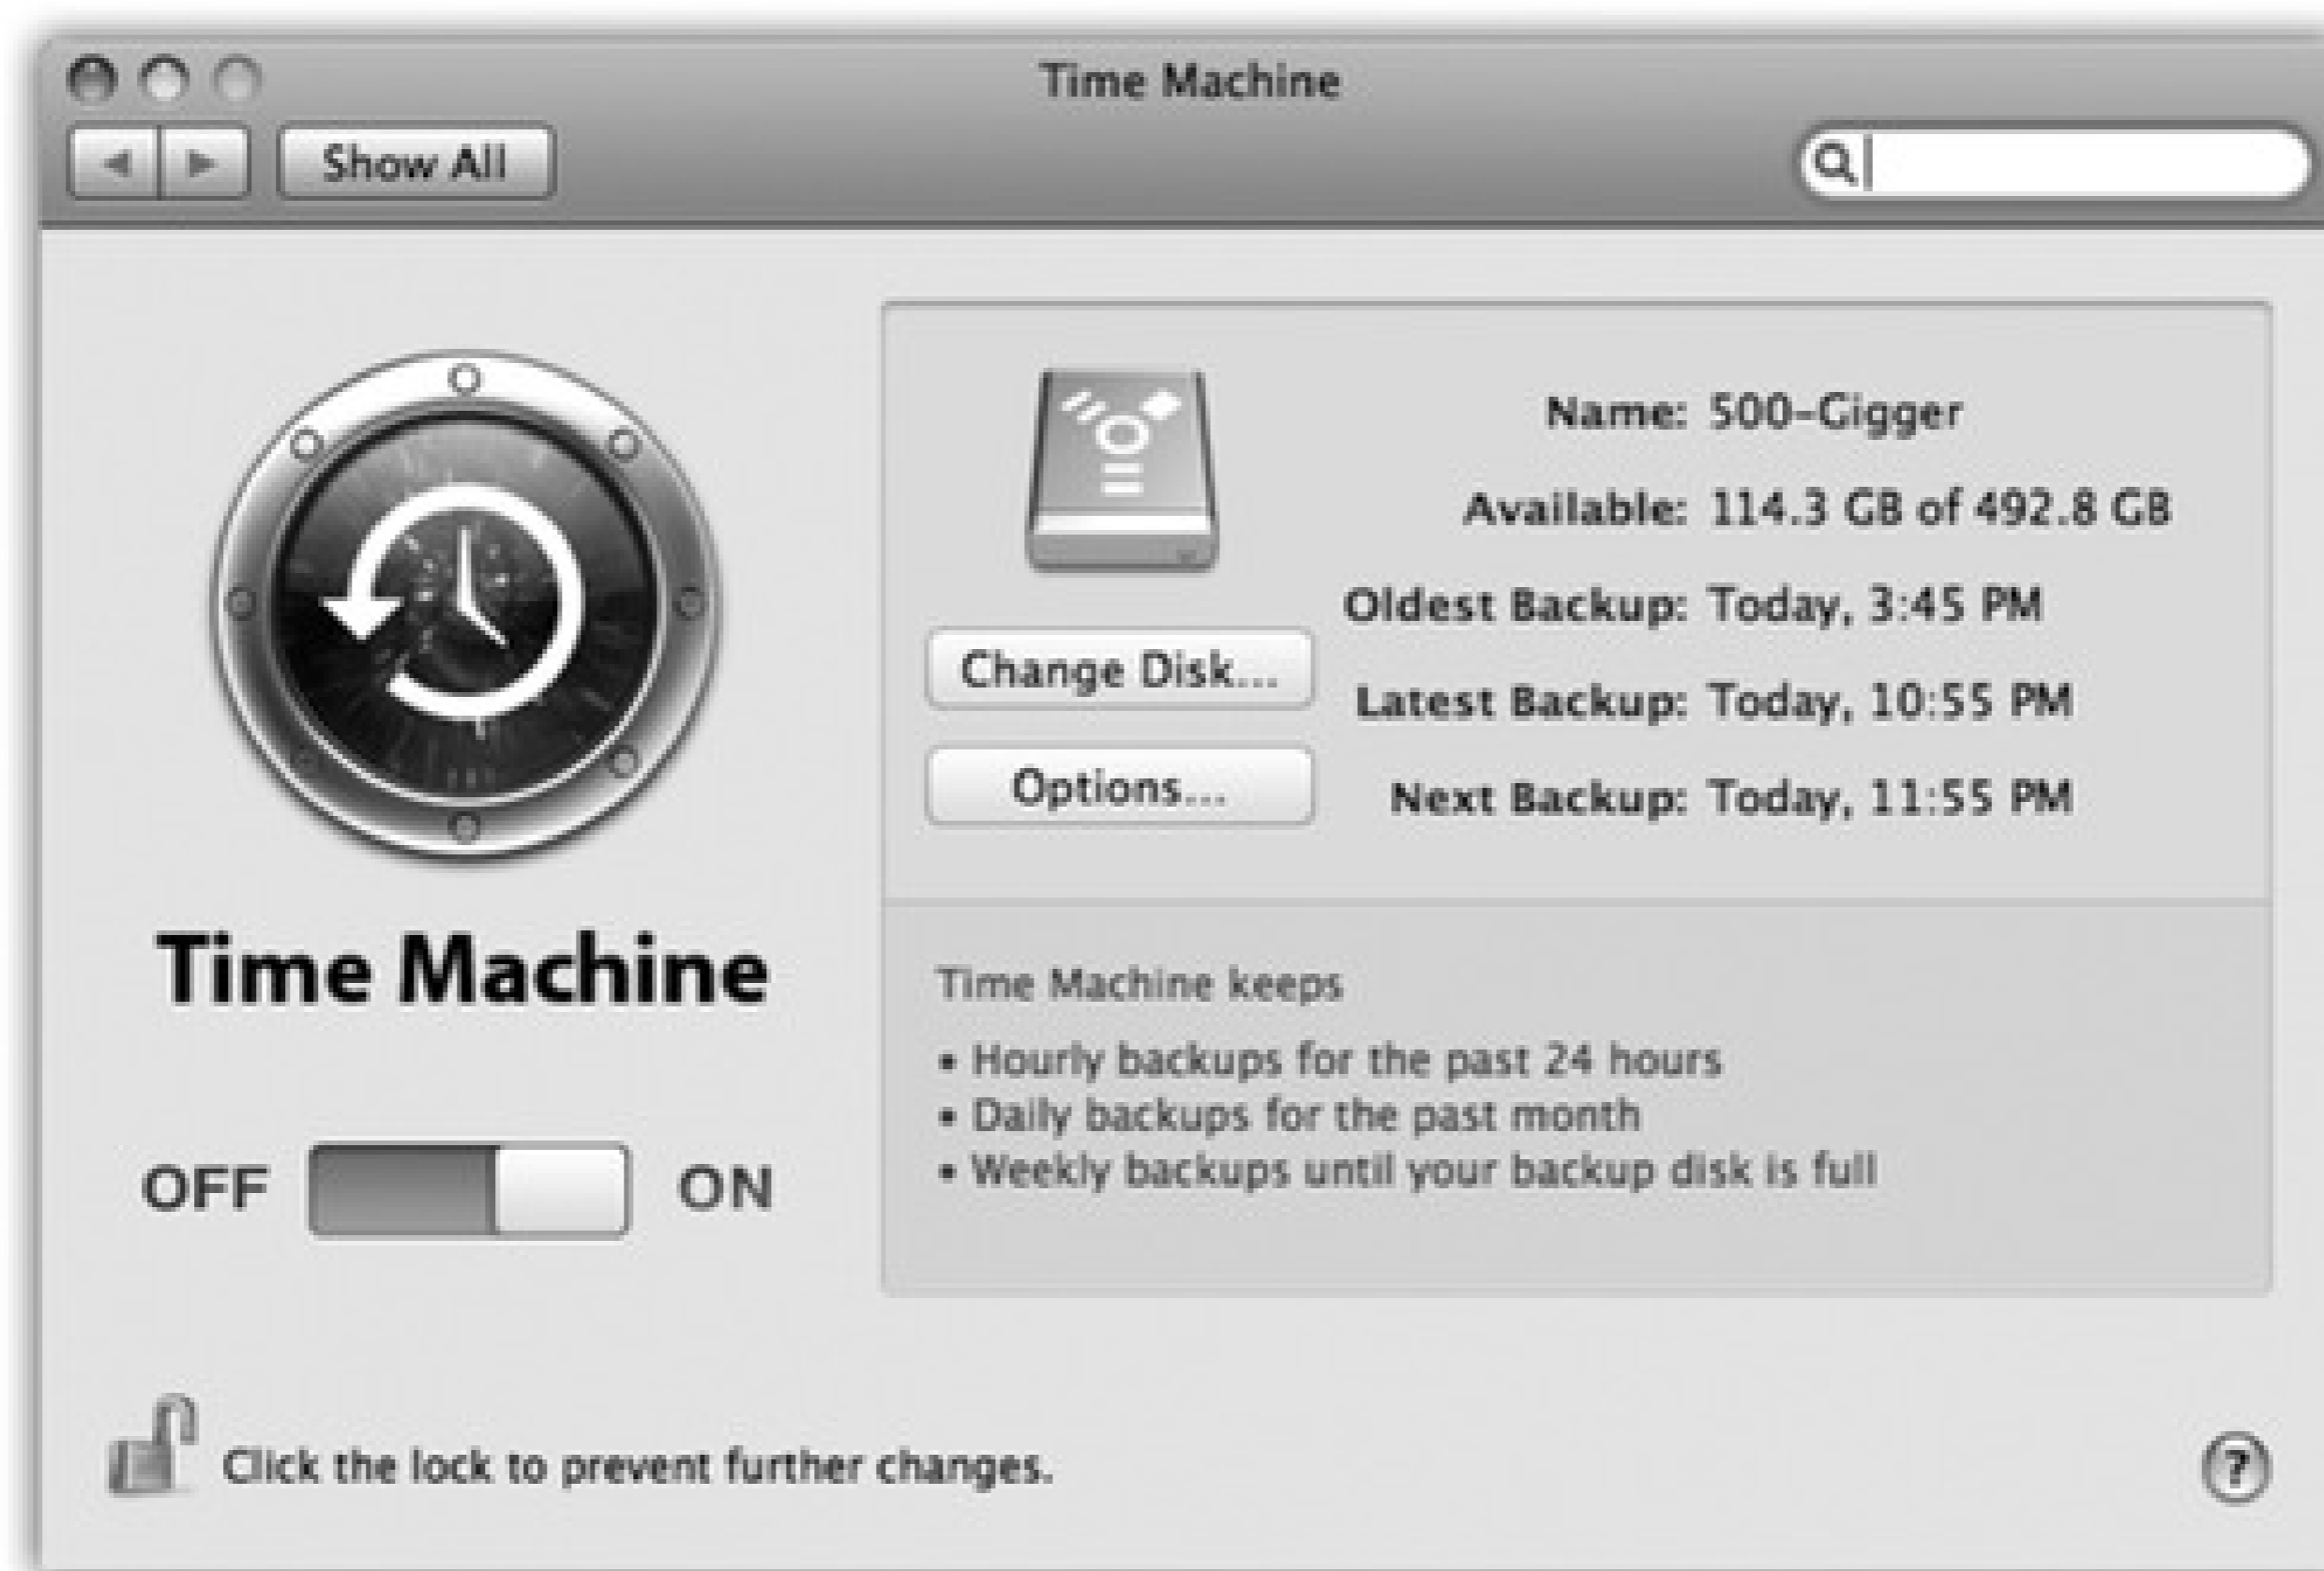 Time Machine
Show All
Name: 500-Gigger
Available: 114.3 GB of 492.8 GB
Oldest Backup: Today, 3:45 PM
Change Disk...
Latest Backup: Today, 10:55 PM
Options...
Next Backup: Today, 11:55 PM
Time Machine
Time Machine keeps
• Hourly backups for the past 24 hours
• Daily backups for the past month
• Weekly backups until your backup disk is full
OFF ON
Click the lock to prevent further changes.
?